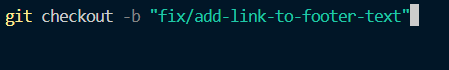 git checkout -b "fix/add-link-to-footer-text"